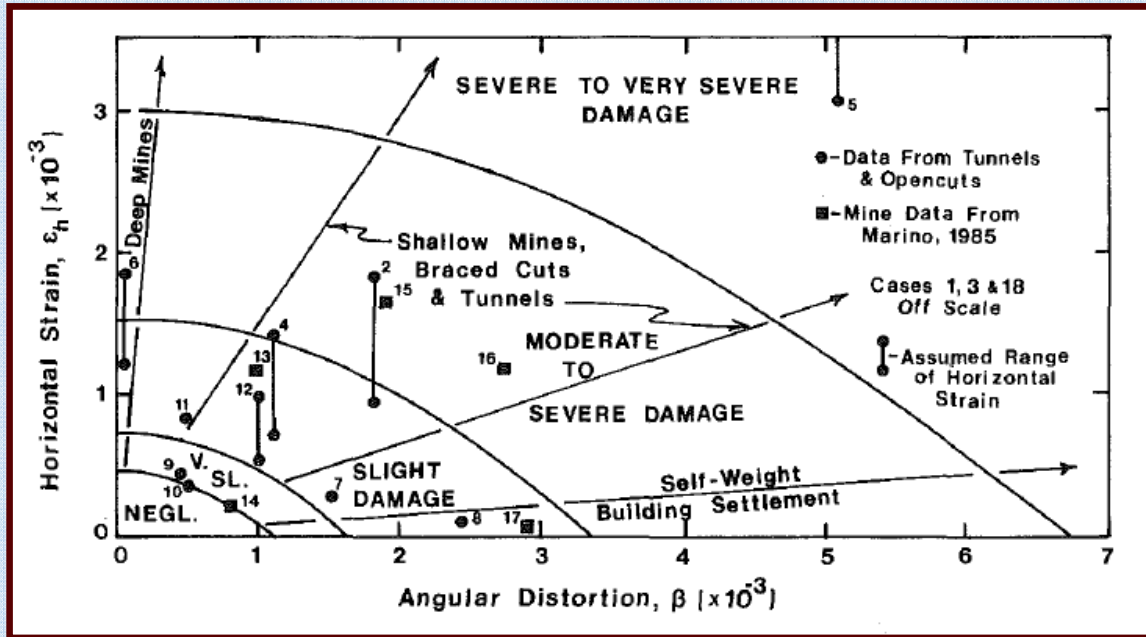 SEVERE TO VERY SEVERE
DAMAGE
5
-Data From Tunnels
& Opencuts
-Mine Data From
Marino, 1985
Cases 1, 3 & 18
Off Scale
-Assumed Range
of Horizontal
Strain
Deep Mines
6
Shallow Mines,
Braced Cuts
& Tunnels
2
15
4
13
12
16
MODERATE
TO
SEVERE DAMAGE
11
9
V.
SL.
10
14
NEGL.
SLIGHT
DAMAGE
7
8
17
Self-Weight
Building Settlement
3
2
1
0
Horizontal Strain, εh (x10⁻³)
0 1 2 3 4 5 6 7
Angular Distortion, β (x10⁻³)